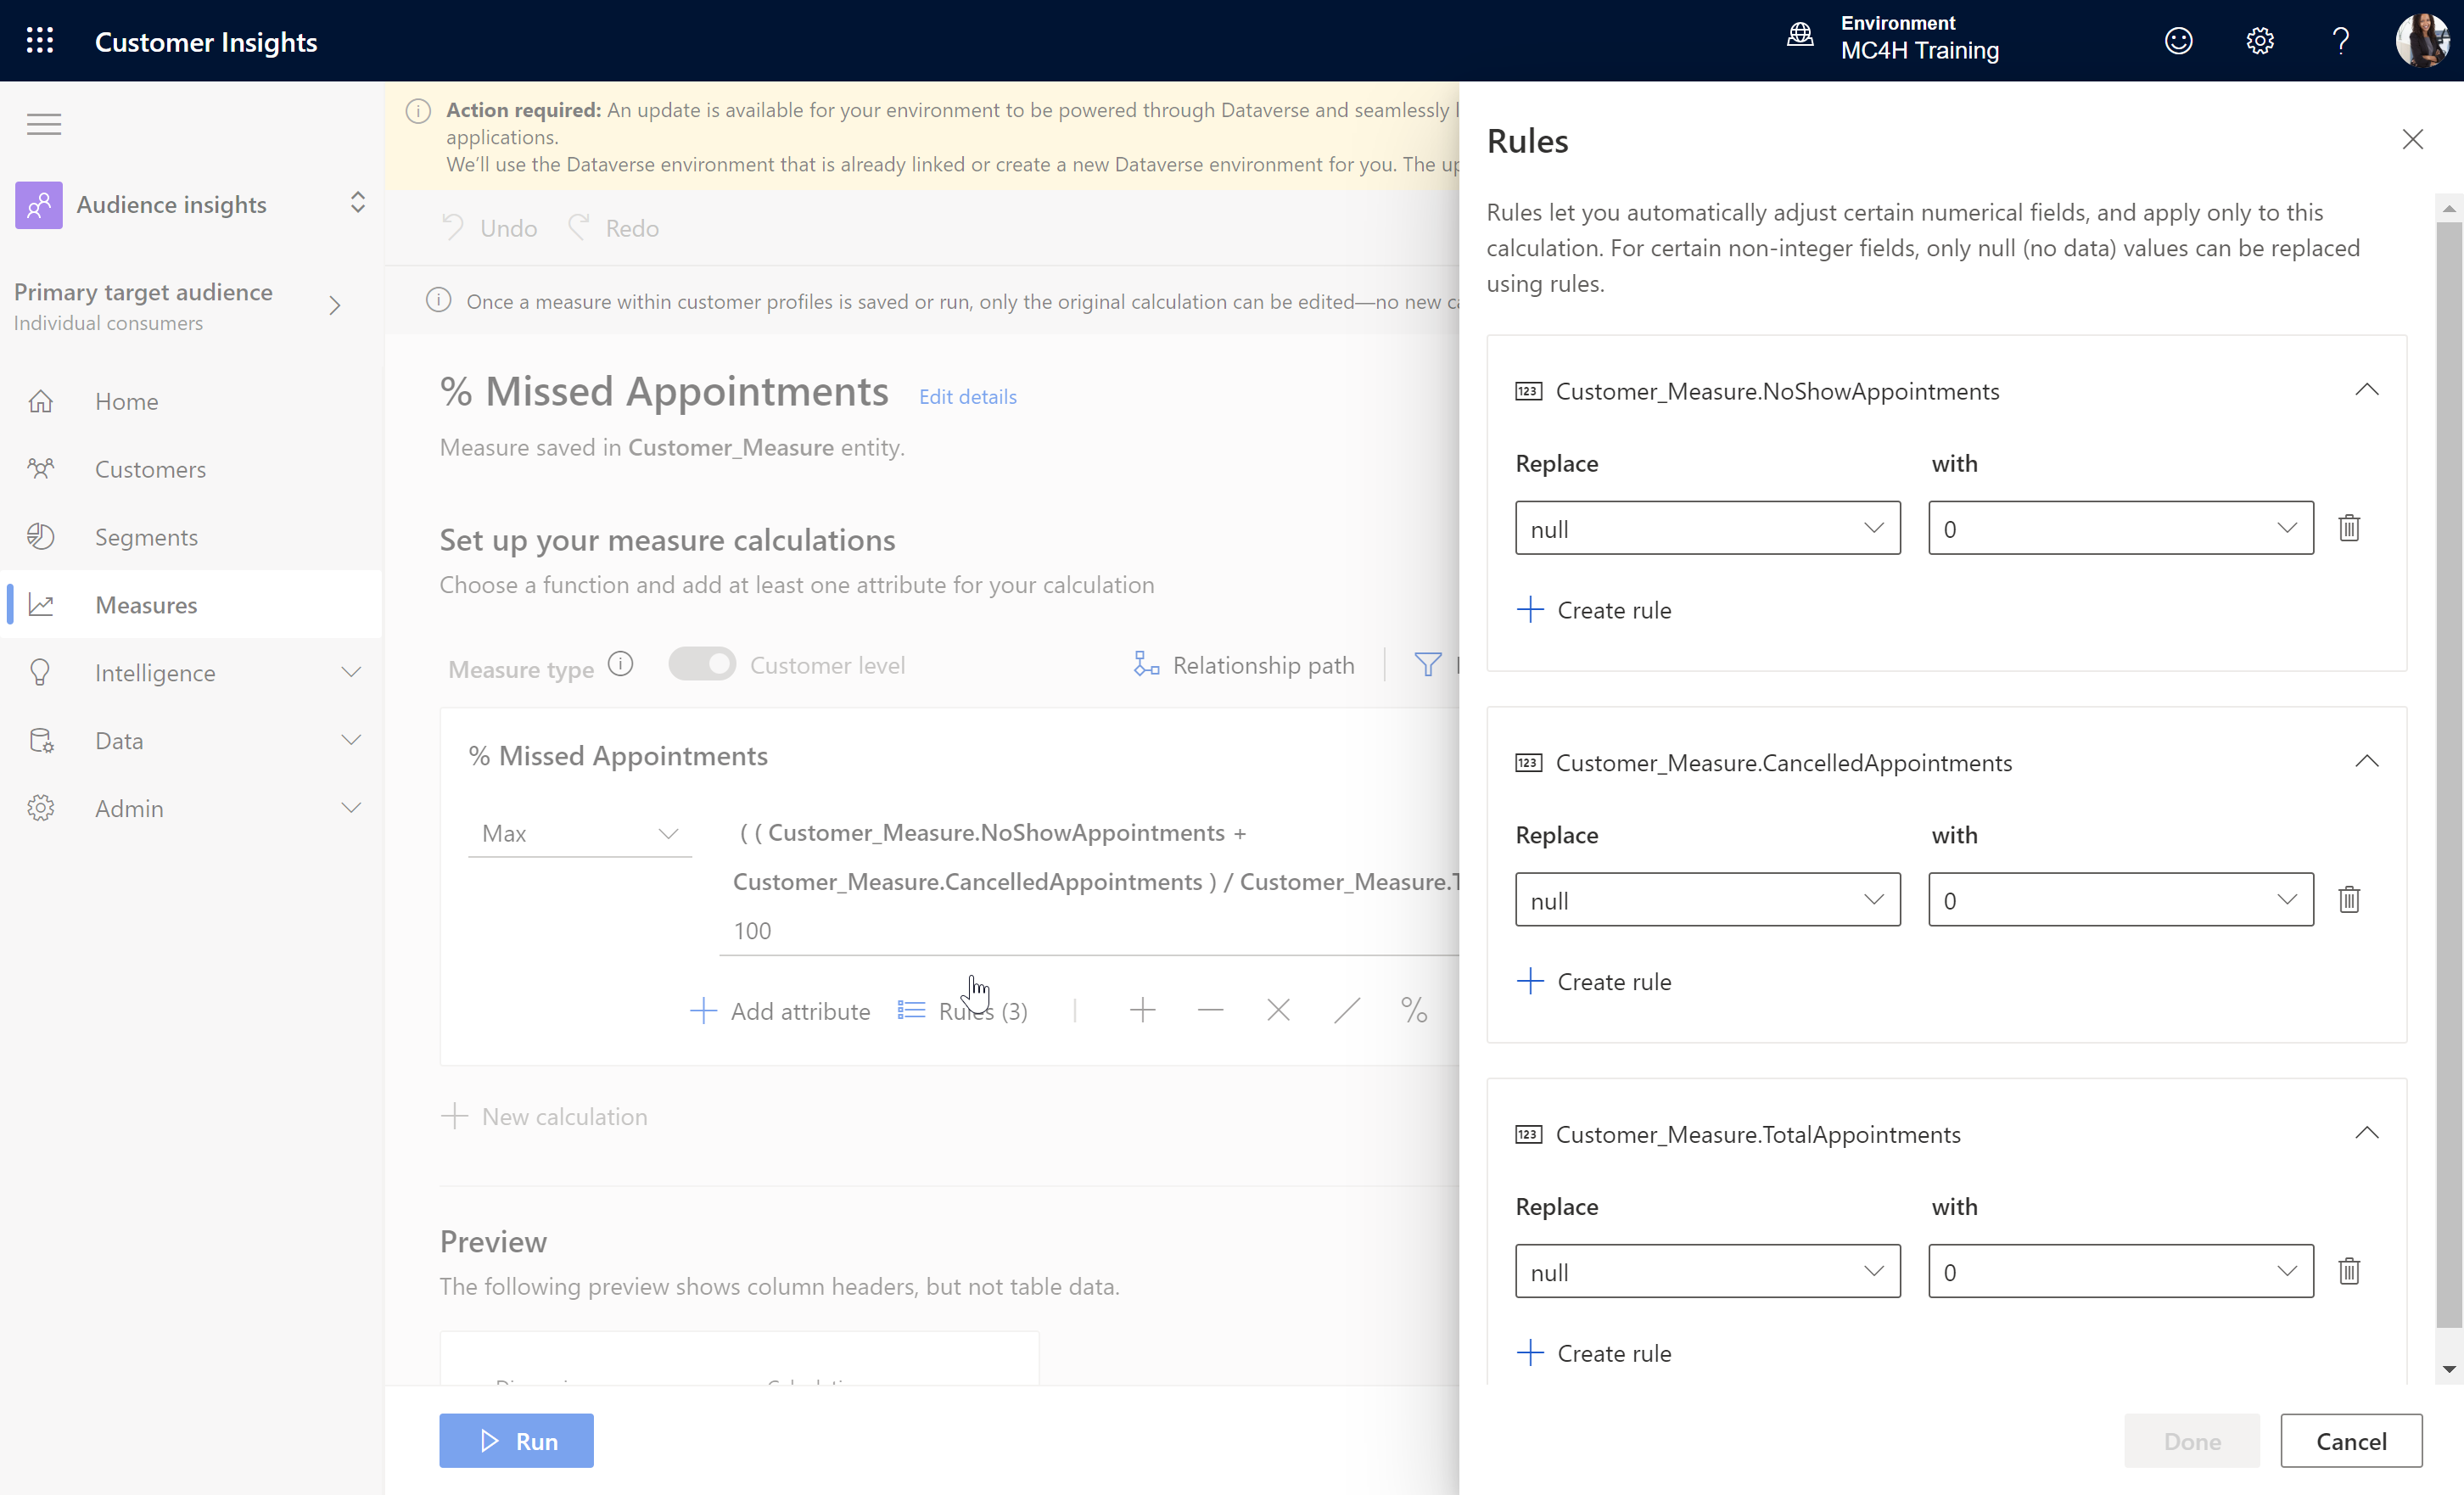 Customer Insights
Environment
MC4H Training
Audience insights
Primary target audience
Individual consumers
Home
Customers
Segments
Measures
Intelligence
Data
Admin
Action required: An update is available for your environment to be powered through Dataverse and seamlessly
applications.
We'll use the Dataverse environment that is already linked or create a new Dataverse environment for you. The
Undo
Redo
Once a measure within customer profiles is saved or run, only the original calculation can be edited—no new
% Missed Appointments
Edit details
Measure saved in Customer_Measure entity.
Set up your measure calculations
Choose a function and add at least one attribute for your calculation
Measure type
Customer level
Relationship path
% Missed Appointments
Max
( ( Customer_Measure.NoShowAppointments +
Customer_Measure.CancelledAppointments ) / Customer_Measure.
100
Add attribute
Rules (3)
New calculation
Preview
The following preview shows column headers, but not table data.
Run
Rules
Rules let you automatically adjust certain numerical fields, and apply only to this
calculation. For certain non-integer fields, only null (no data) values can be replaced
using rules.
123 Customer_Measure.NoShowAppointments
Replace with
null 0
Create rule
123 Customer_Measure.CancelledAppointments
Replace with
null 0
Create rule
123 Customer_Measure.TotalAppointments
Replace with
null 0
Create rule
Done
Cancel